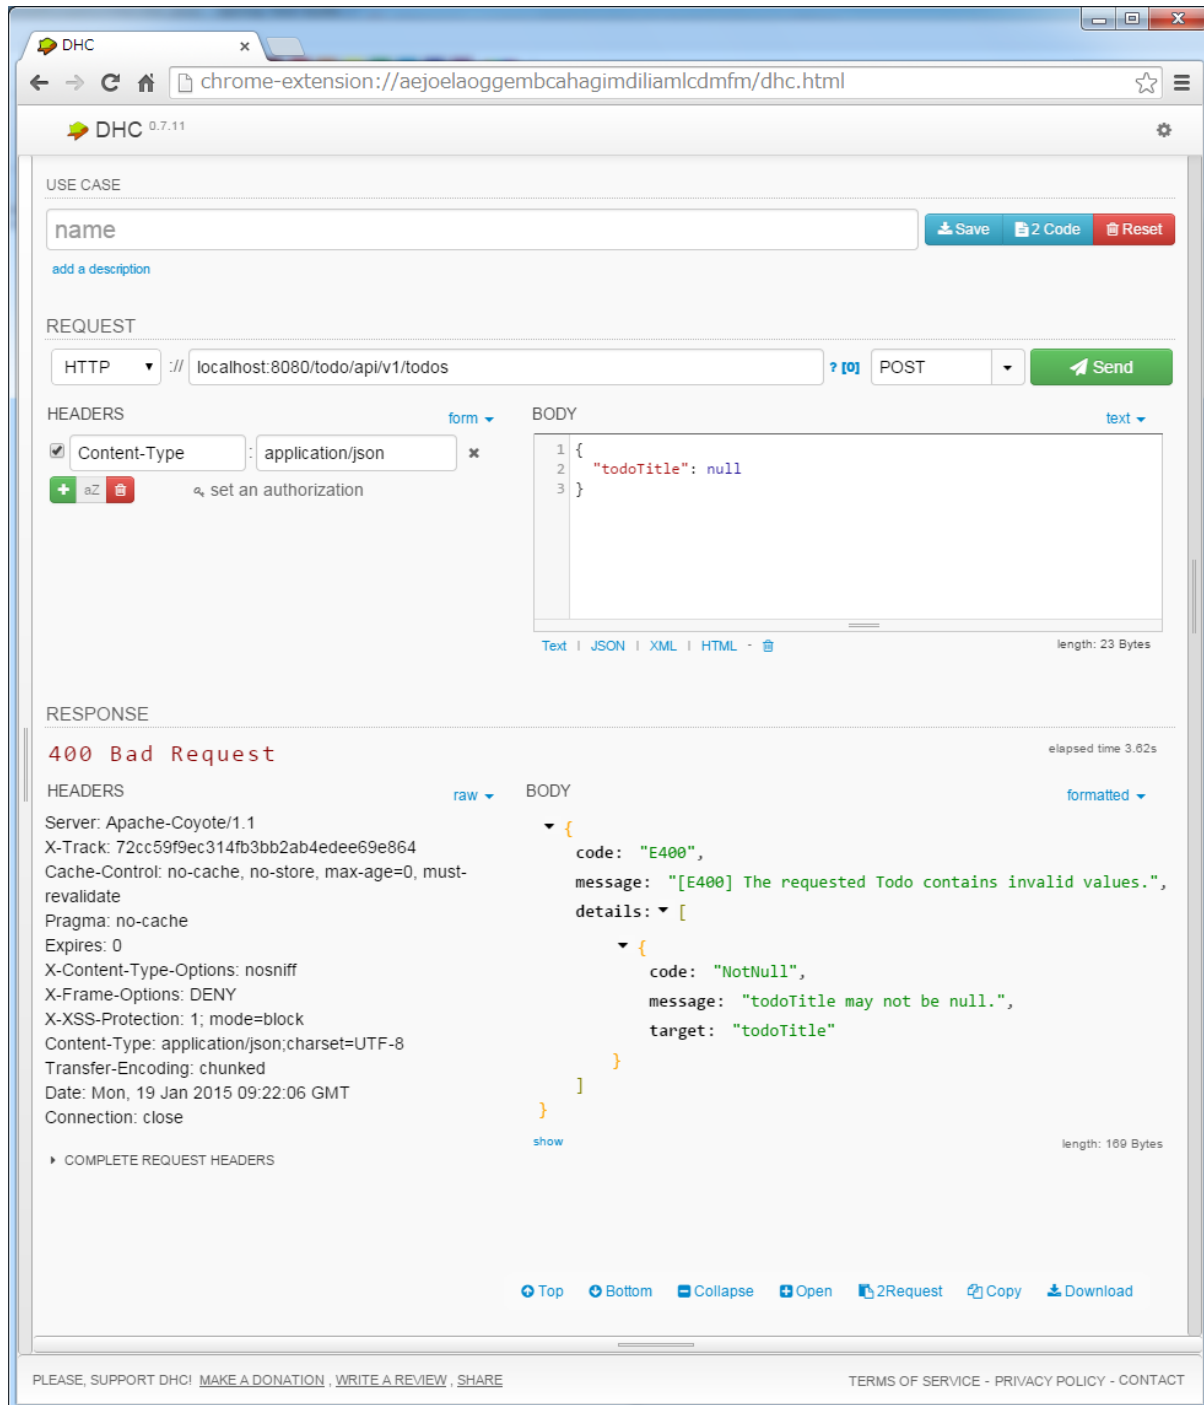 DHC
chrome-extension://aejoelaoggembcahagimdiliamlcdmfm/dhc.html
DHC 0.7.11
USE CASE
name
Save 2 Code Reset
add a description
REQUEST
HTTP :// localhost:8080/todo/api/v1/todos ? [0] POST Send
HEADERS form
Content-Type : application/json
aZ set an authorization
BODY text
1 {
2 "todoTitle": null
3 }
Text | JSON | XML | HTML - length: 23 Bytes
RESPONSE
400 Bad Request elapsed time 3.62s
HEADERS raw
Server: Apache-Coyote/1.1
X-Track: 72cc59f9ec314fb3bb2ab4edee69e864
Cache-Control: no-cache, no-store, max-age=0, must-
revalidate
Pragma: no-cache
Expires: 0
X-Content-Type-Options: nosniff
X-Frame-Options: DENY
X-XSS-Protection: 1; mode=block
Content-Type: application/json;charset=UTF-8
Transfer-Encoding: chunked
Date: Mon, 19 Jan 2015 09:22:06 GMT
Connection: close
COMPLETE REQUEST HEADERS
BODY formatted
{
code: "E400",
message: "[E400] The requested Todo contains invalid values.",
details: [
{
code: "NotNull",
message: "todoTitle may not be null.",
target: "todoTitle"
}
]
}
show length: 169 Bytes
Top Bottom Collapse Open 2Request Copy Download
PLEASE, SUPPORT DHC! MAKE A DONATION , WRITE A REVIEW , SHARE TERMS OF SERVICE - PRIVACY POLICY - CONTACT